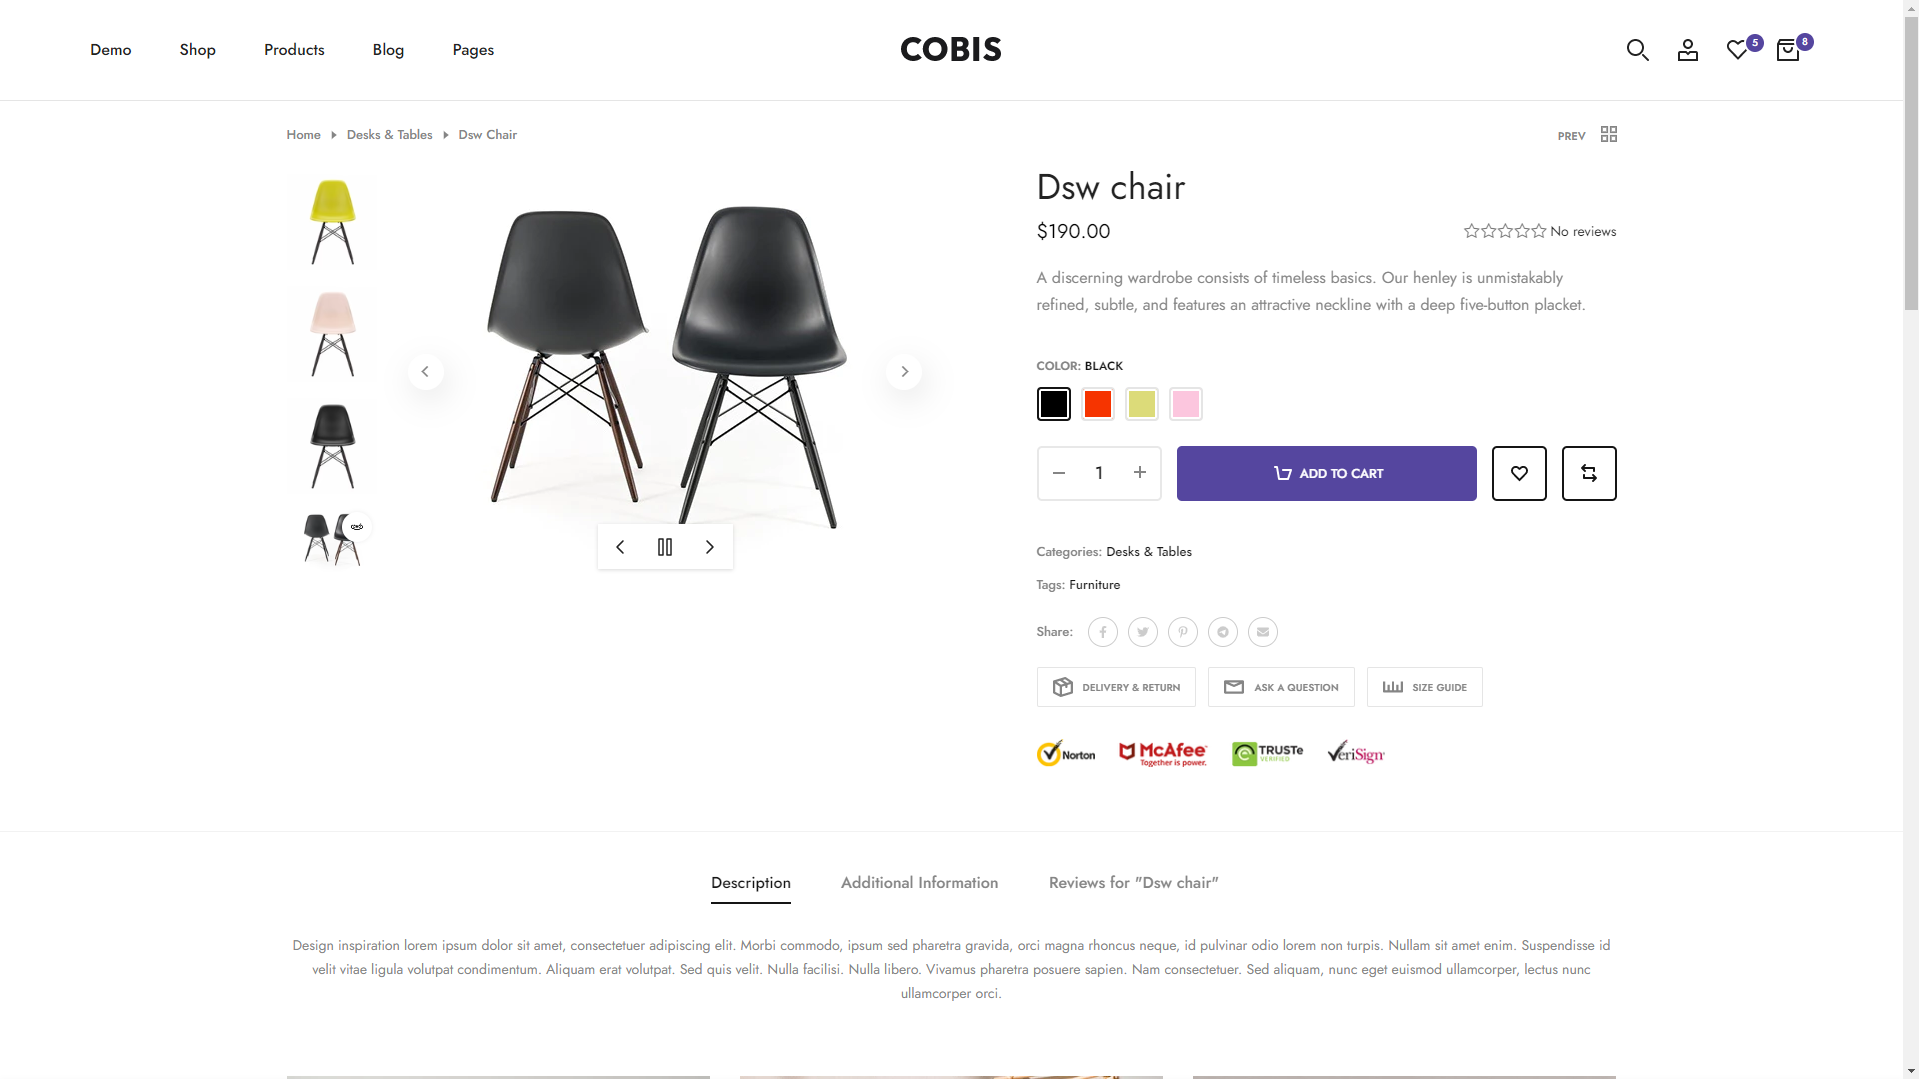 Demo Shop Products Blog Pages
COBIS
5
8
Home Desks & Tables Dsw Chair
PREV
Dsw chair
$190.00
No reviews
A discerning wardrobe consists of timeless basics. Our henley is unmistakably
refined, subtle, and features an attractive neckline with a deep five-button placket.
COLOR: BLACK
1
ADD TO CART
Categories: Desks & Tables
Tags: Furniture
Share:
DELIVERY & RETURN
ASK A QUESTION
SIZE GUIDE
Norton
McAfee
Together is power.
TRUSTe
VERIFIED
VeriSign
Description
Additional Information
Reviews for "Dsw chair"
Design inspiration lorem ipsum dolor sit amet, consectetuer adipiscing elit. Morbi commodo, ipsum sed pharetra gravida, orci magna rhoncus neque, id pulvinar odio lorem non turpis. Nullam sit amet enim. Suspendisse id
velit vitae ligula volutpat condimentum. Aliquam erat volutpat. Sed quis velit. Nulla facilisi. Nulla libero. Vivamus pharetra posuere sapien. Nam consectetuer. Sed aliquam, nunc eget euismod ullamcorper, lectus nunc
ullamcorper orci.